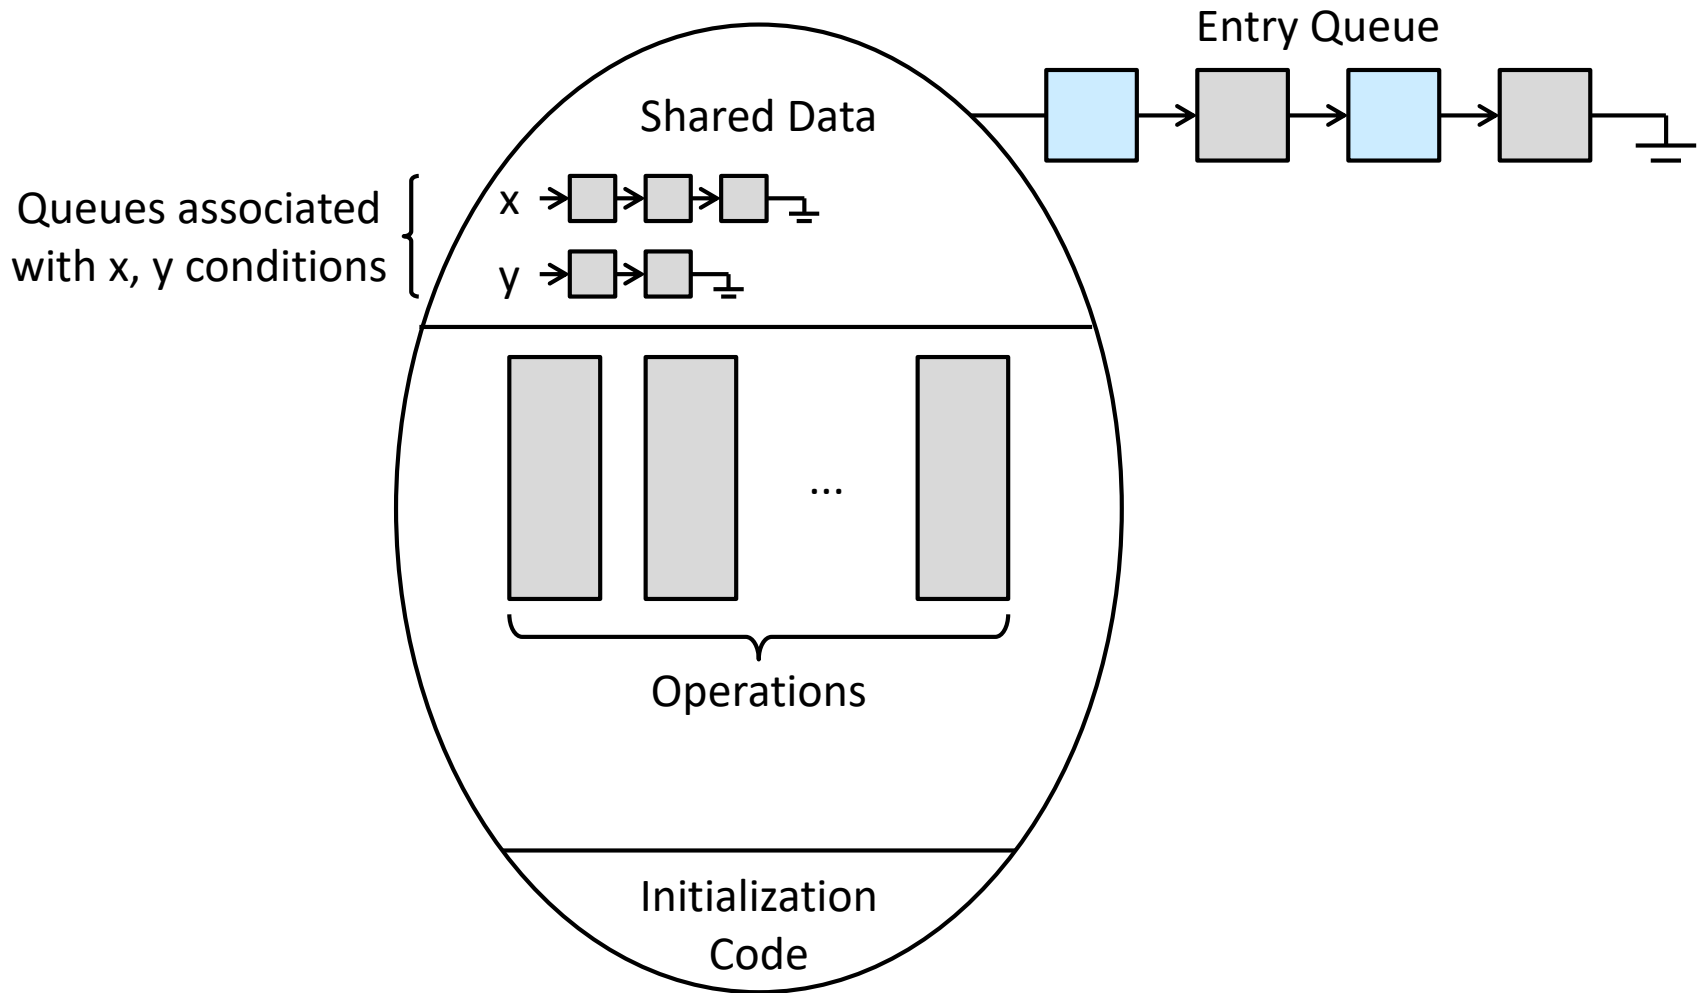 Entry Queue
Shared Data
Queues associated
with x, y conditions
x
y
...
Operations
Initialization
Code